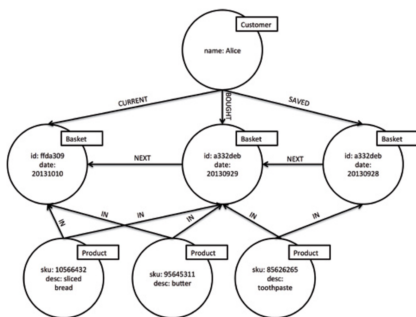 Customer
name: Alice
CURRENT
BOUGHT
SAVED
Basket
id: ffda309
date:
20131010
NEXT
Basket
id: a332deb
date:
20130929
NEXT
Basket
id: a332deb
date:
20130928
IN
IN
IN
IN
IN
IN
Product
sku: 10566432
desc: sliced
bread
Product
sku: 95645311
desc: butter
Product
sku: 85626265
desc:
toothpaste